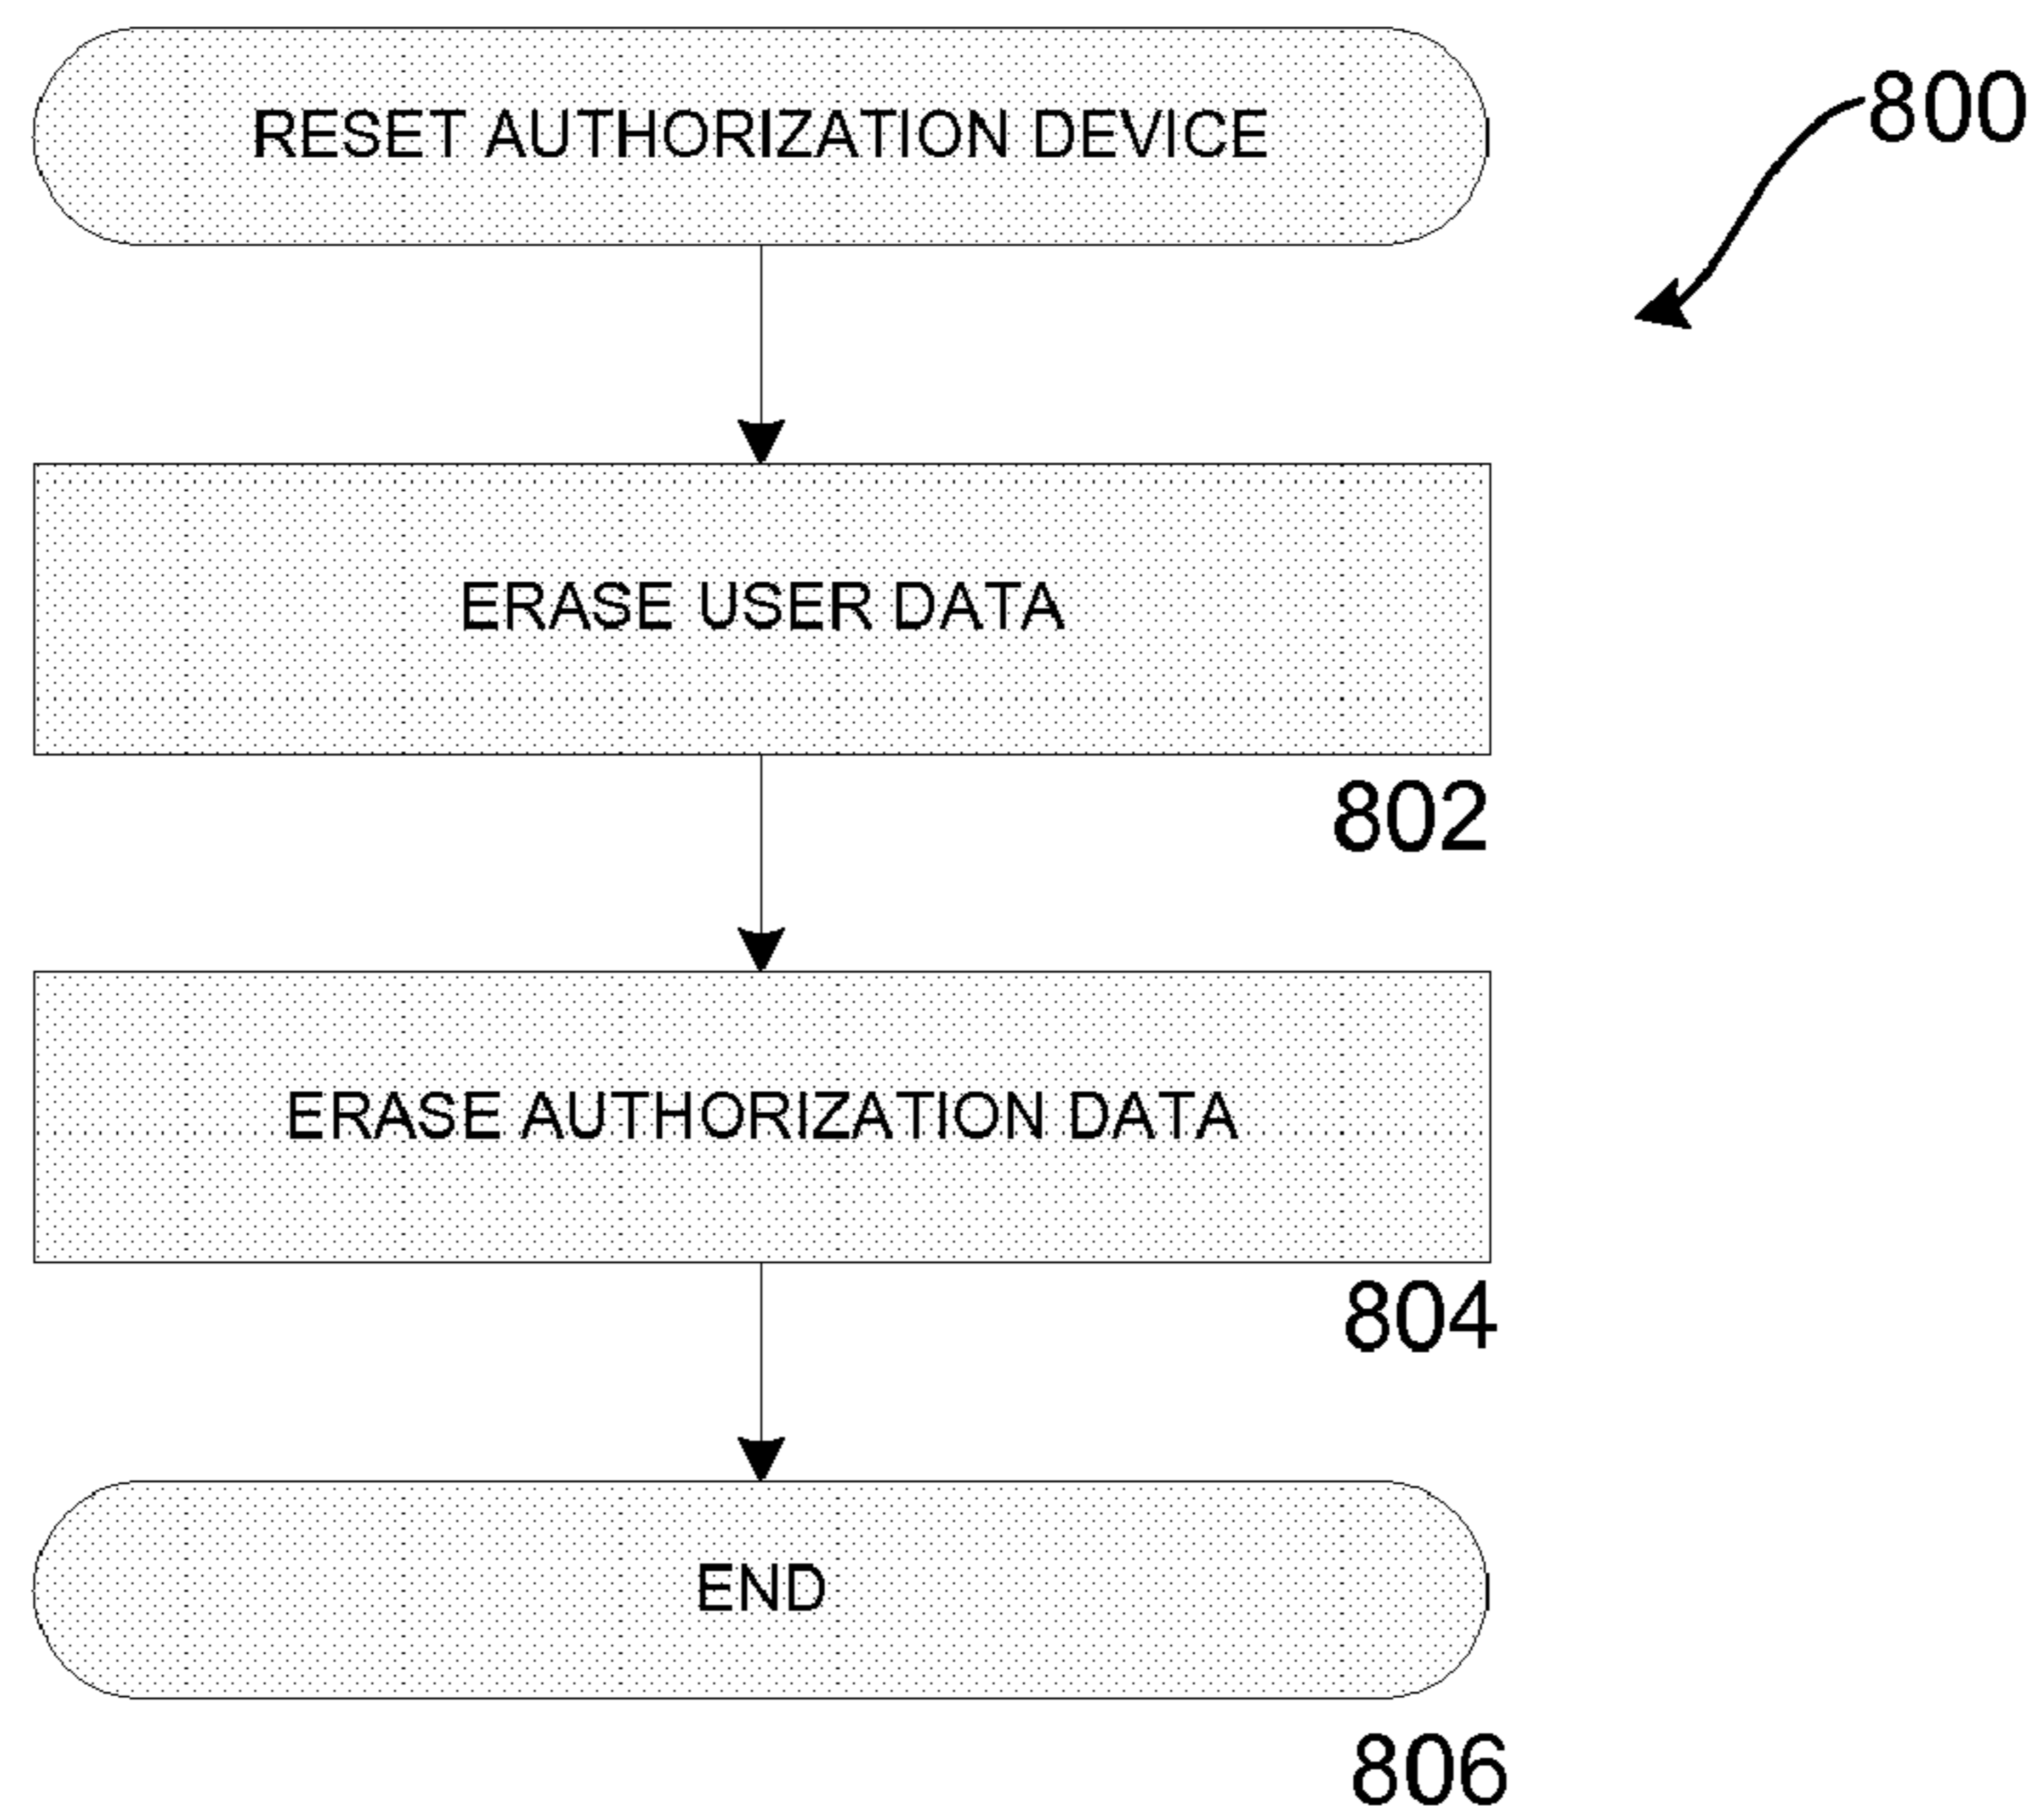 RESET AUTHORIZATION DEVICE
800
ERASE USER DATA
802
ERASE AUTHORIZATION DATA
804
END
806